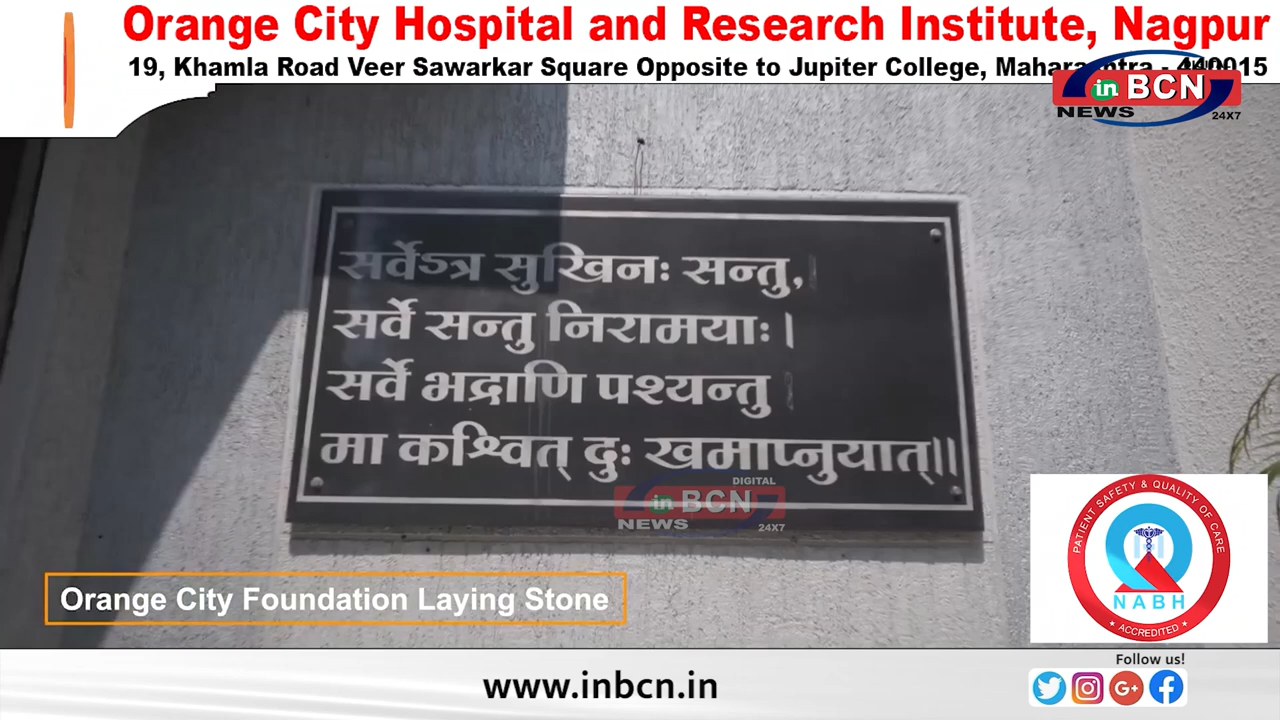 Orange City Hospital and Research Institute, Nagpur
19, Khamla Road Veer Sawarkar Square Opposite to Jupiter College, Maharashtra - 440015
in BCN
NEWS 24X7
सर्वेऽत्र सुखिनः सन्तु,
सर्वे सन्तु निरामयाः।
सर्वे भद्राणि पश्यन्तु
मा कश्वित् दुः खमाप्नुयात्।।
DIGITAL
in BCN
NEWS 24X7
Orange City Foundation Laying Stone
PATIENT SAFETY & QUALITY OF CARE
NABH
★ ACCREDITED ★
Follow us!
www.inbcn.in